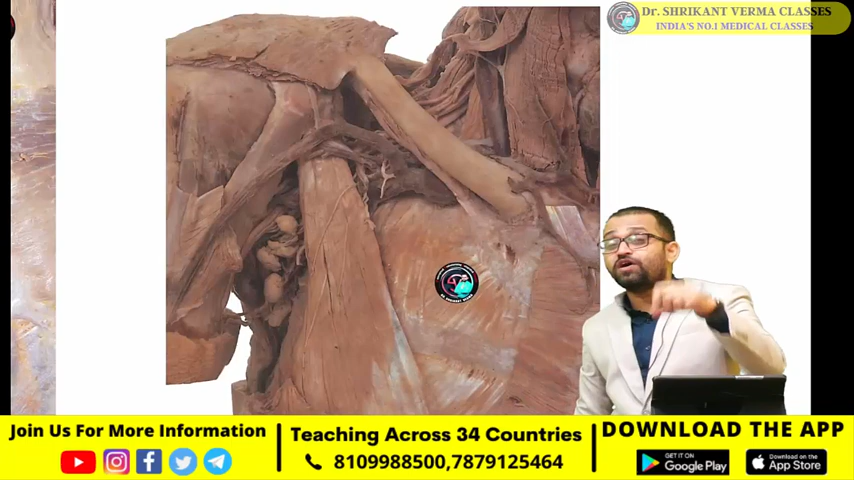 Dr. SHRIKANT VERMA CLASSES
INDIA'S NO.1 MEDICAL CLASSES
Join Us For More Information
Teaching Across 34 Countries
8109988500,7879125464
DOWNLOAD THE APP
GET IT ON
Google Play
Download on the
App Store